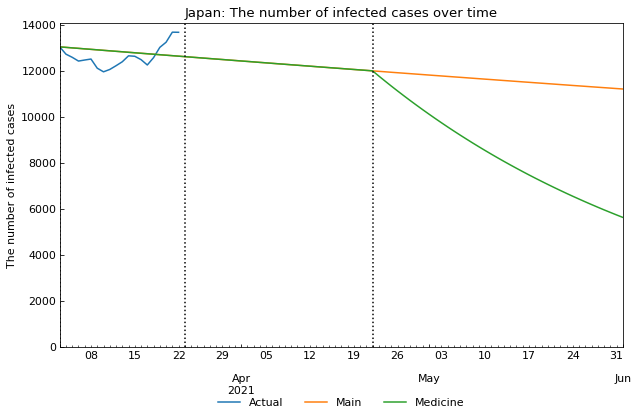 Japan: The number of infected cases over time
The number of infected cases
14000
12000
10000
8000
6000
4000
2000
0
08 15 22 29 05 12 19 26 03 10 17 24 31
Apr May Jun
2021
Actual Main Medicine